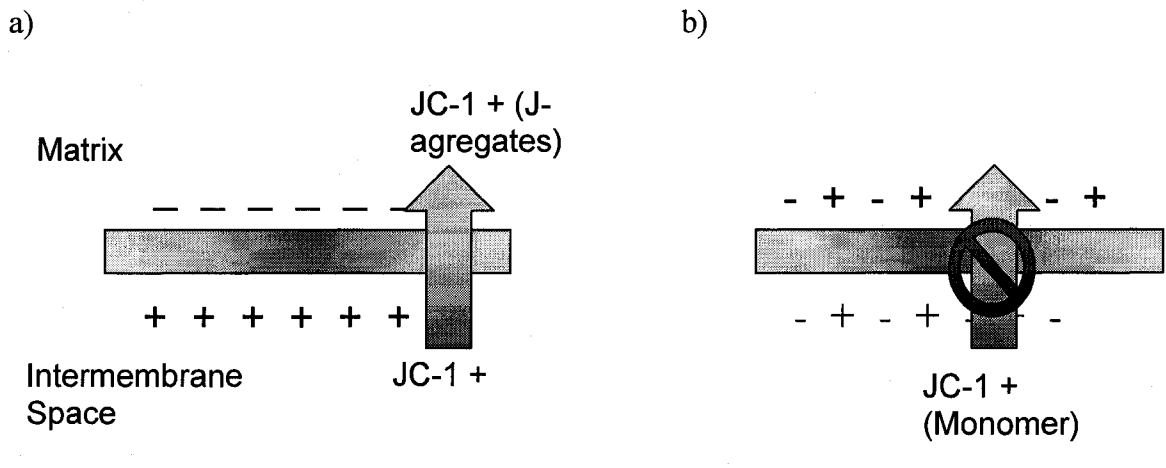 a)
JC-1 + (J-
agregates)
Matrix
– – – – – –
+ + + + + +
Intermembrane
Space
JC-1 +
b)
- + - + - +
- + - + - -
JC-1 +
(Monomer)